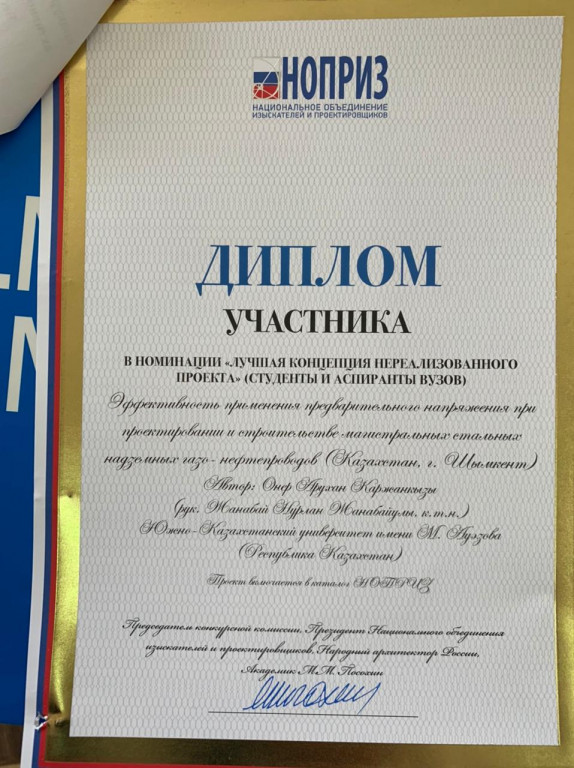 НОПРИЗ
НАЦИОНАЛЬНОЕ ОБЪЕДИНЕНИЕ
ИЗЫСКАТЕЛЕЙ И ПРОЕКТИРОВЩИКОВ
ДИПЛОМ
УЧАСТНИКА
В НОМИНАЦИИ «ЛУЧШАЯ КОНЦЕПЦИЯ НЕРЕАЛИЗОВАННОГО
ПРОЕКТА» (СТУДЕНТЫ И АСПИРАНТЫ ВУЗОВ)
Эффективность применения предварительного напряжения при
проектировании и строительстве магистральных стальных
надземных газо- нефтепроводов (Казахстан, г. Шымкент)
Автор: Онер Арухан Каржанкызы
(рук. Жанабай Нурлан Жанабайулы, к.т.н.)
Южно-Казахстанский университет имени М. Ауэзова
(Республика Казахстан)
Проект включается в каталог НОПРИЗ
Председатель конкурсной комиссии, Президент Национального объединения
изыскателей и проектировщиков, Народный архитектор России,
Академик М.М. Посохин